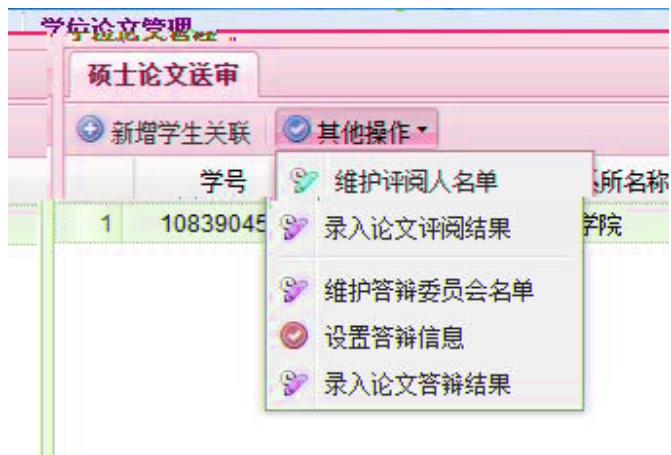 学位论文管理
硕士论文送审
新增学生关联 其他操作
学号 所名称
维护评阅人名单
1 10839045 学院
录入论文评阅结果
维护答辩委员会名单
设置答辩信息
录入论文答辩结果